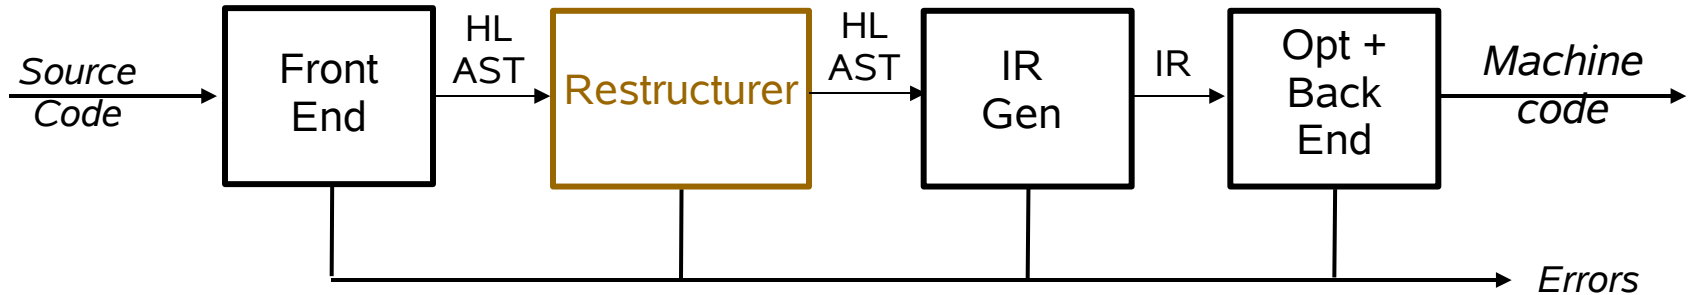 Source
Code
Front
End
HL
AST
Restructurer
HL
AST
IR
Gen
IR
Opt +
Back
End
Machine
code
Errors